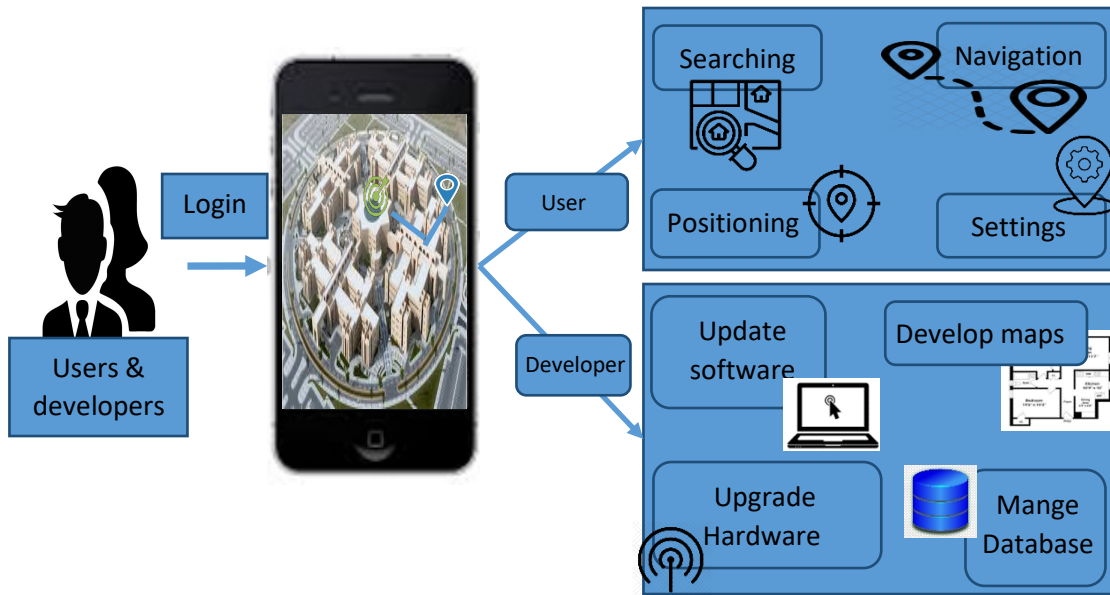 Users &
developers
Login
User
Developer
Searching
Navigation
Positioning
Settings
Update
software
Develop maps
Upgrade
Hardware
Mange
Database